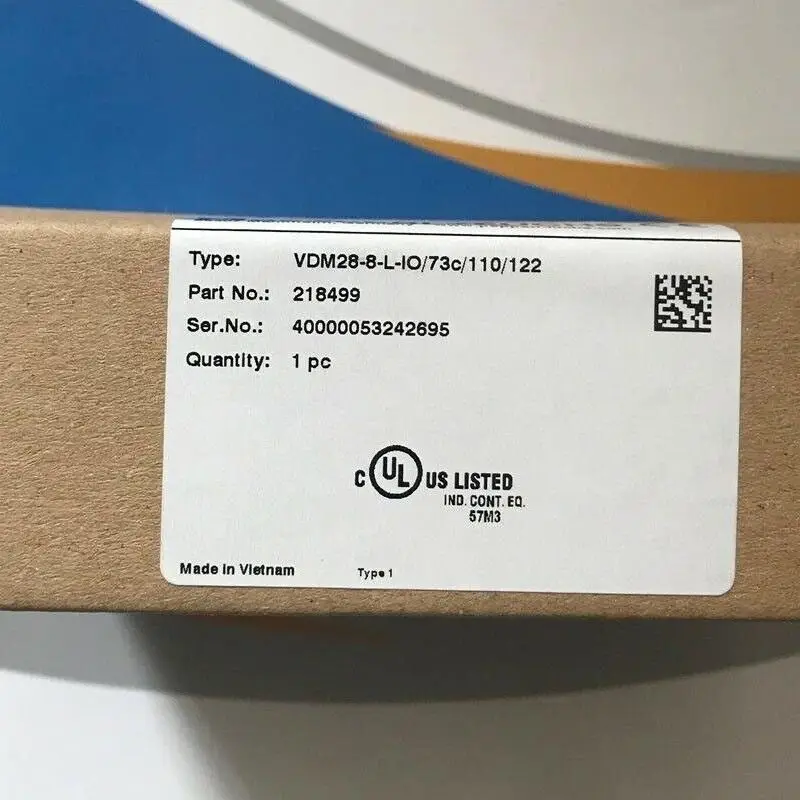 Type: VDM28-8-L-IO/73c/110/122
Part No.: 218499
Ser.No.: 40000053242695
Quantity: 1 pc
C UL US LISTED
IND. CONT. EQ.
57M3
Made in Vietnam Type 1